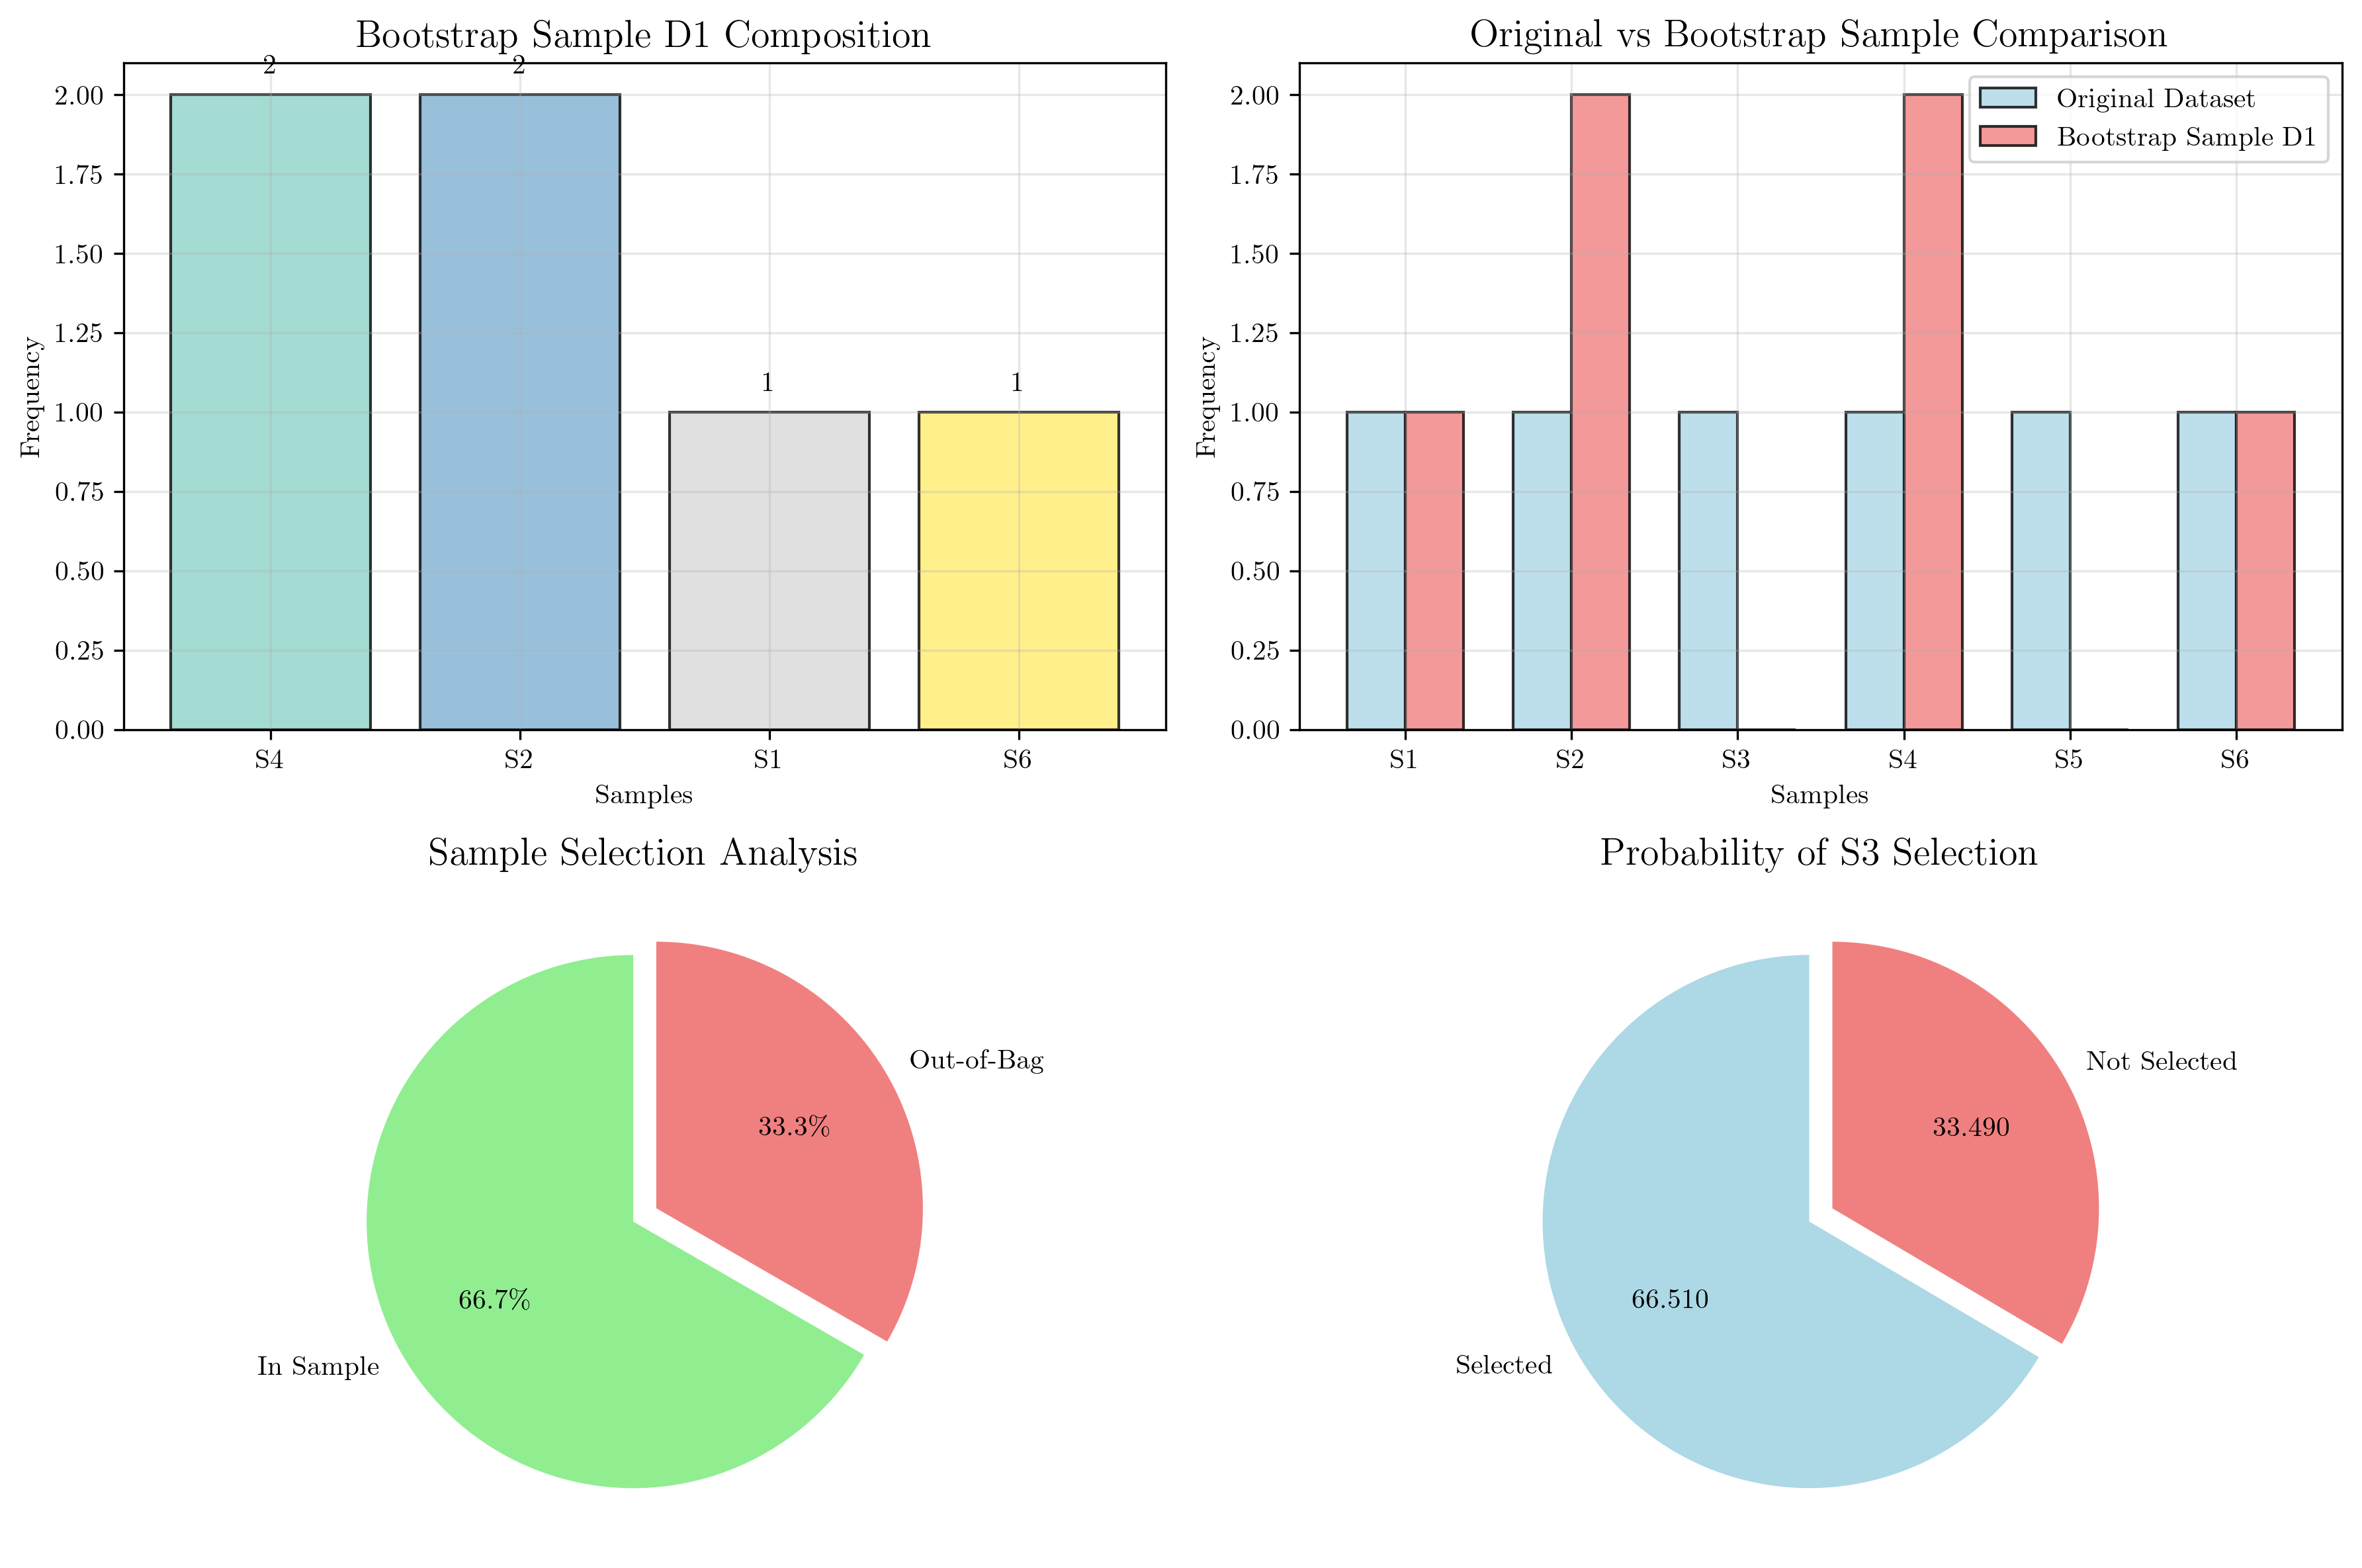 Bootstrap Sample D1 Composition
2 2
2.00
1.75
1.50
1.25
1 1
1.00
0.75
0.50
0.25
0.00
Frequency
S4 S2 S1 S6
Samples
Original vs Bootstrap Sample Comparison
Original Dataset
Bootstrap Sample D1
2.00
1.75
1.50
1.25
1.00
0.75
0.50
0.25
0.00
Frequency
S1 S2 S3 S4 S5 S6
Samples
Sample Selection Analysis
Out-of-Bag
33.3%
66.7%
In Sample
Probability of S3 Selection
Not Selected
33.490
66.510
Selected